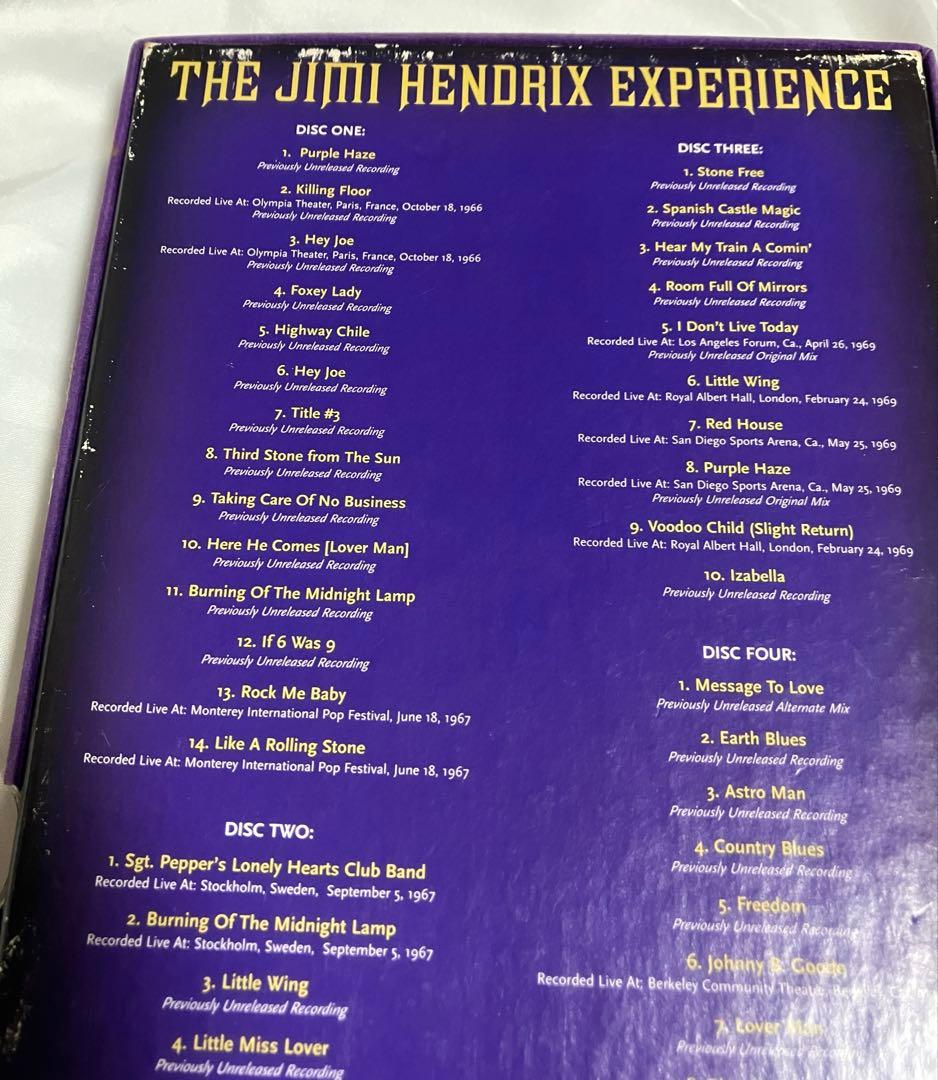 THE JIMI HENDRIX EXPERIENCE
DISC ONE:
1. Purple Haze
Previously Unreleased Recording
2. Killing Floor
Recorded Live At: Olympia Theater, Paris, France, October 18, 1966
Previously Unreleased Recording
3. Hey Joe
Recorded Live At: Olympia Theater, Paris, France, October 18, 1966
Previously Unreleased Recording
4. Foxey Lady
Previously Unreleased Recording
5. Highway Chile
Previously Unreleased Recording
6. Hey Joe
Previously Unreleased Recording
7. Title #3
Previously Unreleased Recording
8. Third Stone from The Sun
Previously Unreleased Recording
9. Taking Care Of No Business
Previously Unreleased Recording
10. Here He Comes [Lover Man]
Previously Unreleased Recording
11. Burning Of The Midnight Lamp
Previously Unreleased Recording
12. If 6 Was 9
Previously Unreleased Recording
13. Rock Me Baby
Recorded Live At: Monterey International Pop Festival, June 18, 1967
14. Like A Rolling Stone
Recorded Live At: Monterey International Pop Festival, June 18, 1967
DISC TWO:
1. Sgt. Pepper's Lonely Hearts Club Band
Recorded Live At: Stockholm, Sweden, September 5, 1967
2. Burning Of The Midnight Lamp
Recorded Live At: Stockholm, Sweden, September 5, 1967
3. Little Wing
Previously Unreleased Recording
4. Little Miss Lover
Previously Unreleased Recording
DISC THREE:
1. Stone Free
Previously Unreleased Recording
2. Spanish Castle Magic
Previously Unreleased Recording
3. Hear My Train A Comin'
Previously Unreleased Recording
4. Room Full Of Mirrors
Previously Unreleased Recording
5. I Don't Live Today
Recorded Live At: Los Angeles Forum, Ca., April 26, 1969
Previously Unreleased Original Mix
6. Little Wing
Recorded Live At: Royal Albert Hall, London, February 24, 1969
7. Red House
Recorded Live At: San Diego Sports Arena, Ca., May 25, 1969
8. Purple Haze
Recorded Live At: San Diego Sports Arena, Ca., May 25, 1969
Previously Unreleased Original Mix
9. Voodoo Child (Slight Return)
Recorded Live At: Royal Albert Hall, London, February 24, 1969
10. Izabella
Previously Unreleased Recording
DISC FOUR:
1. Message To Love
Previously Unreleased Alternate Mix
2. Earth Blues
Previously Unreleased Recording
3. Astro Man
Previously Unreleased Recording
4. Country Blues
Previously Unreleased Recording
5. Freedom
Previously Unreleased Recording
6. Johnny B. Goode
Recorded Live At: Berkeley Community Theatre,
7. Lover Man
Previously Unreleased Recording